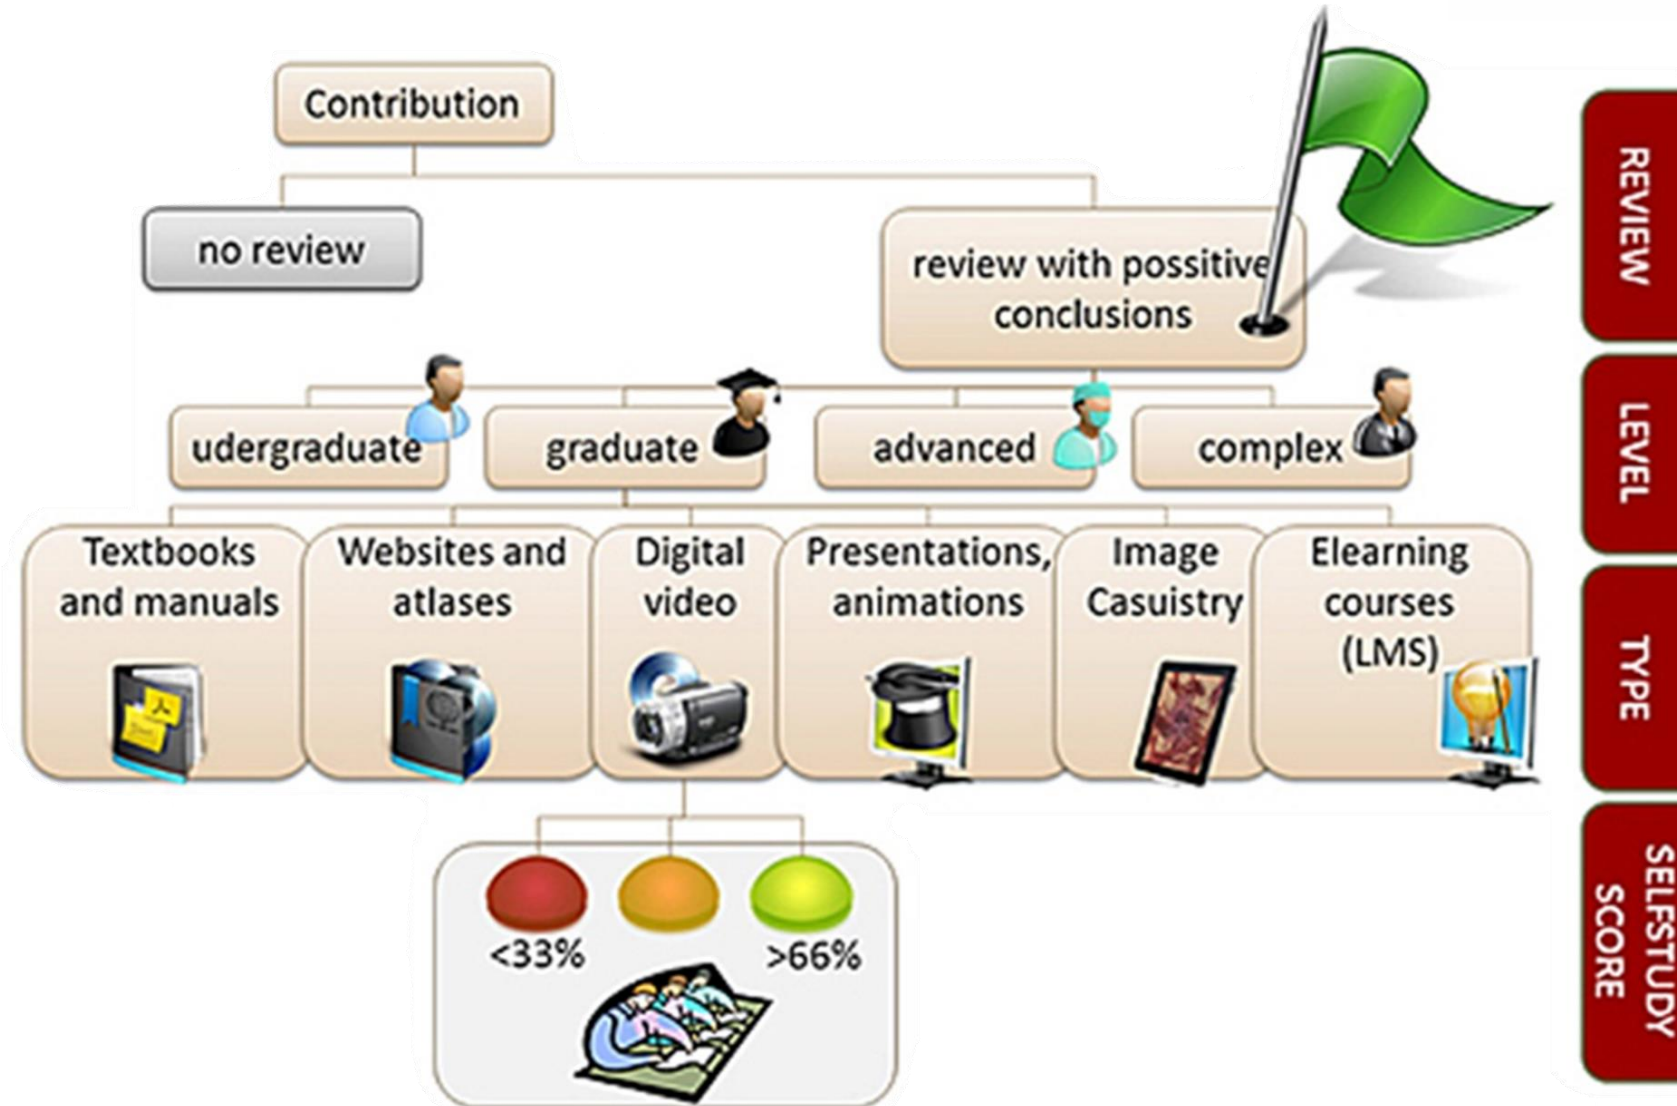 Contribution
no review
review with possitive
conclusions
REVIEW
udergraduate
graduate
advanced
complex
LEVEL
Textbooks
and manuals
Websites and
atlases
Digital
video
Presentations,
animations
Image
Casuistry
Elearning
courses
(LMS)
TYPE
<33%
>66%
SELFSTUDY
SCORE